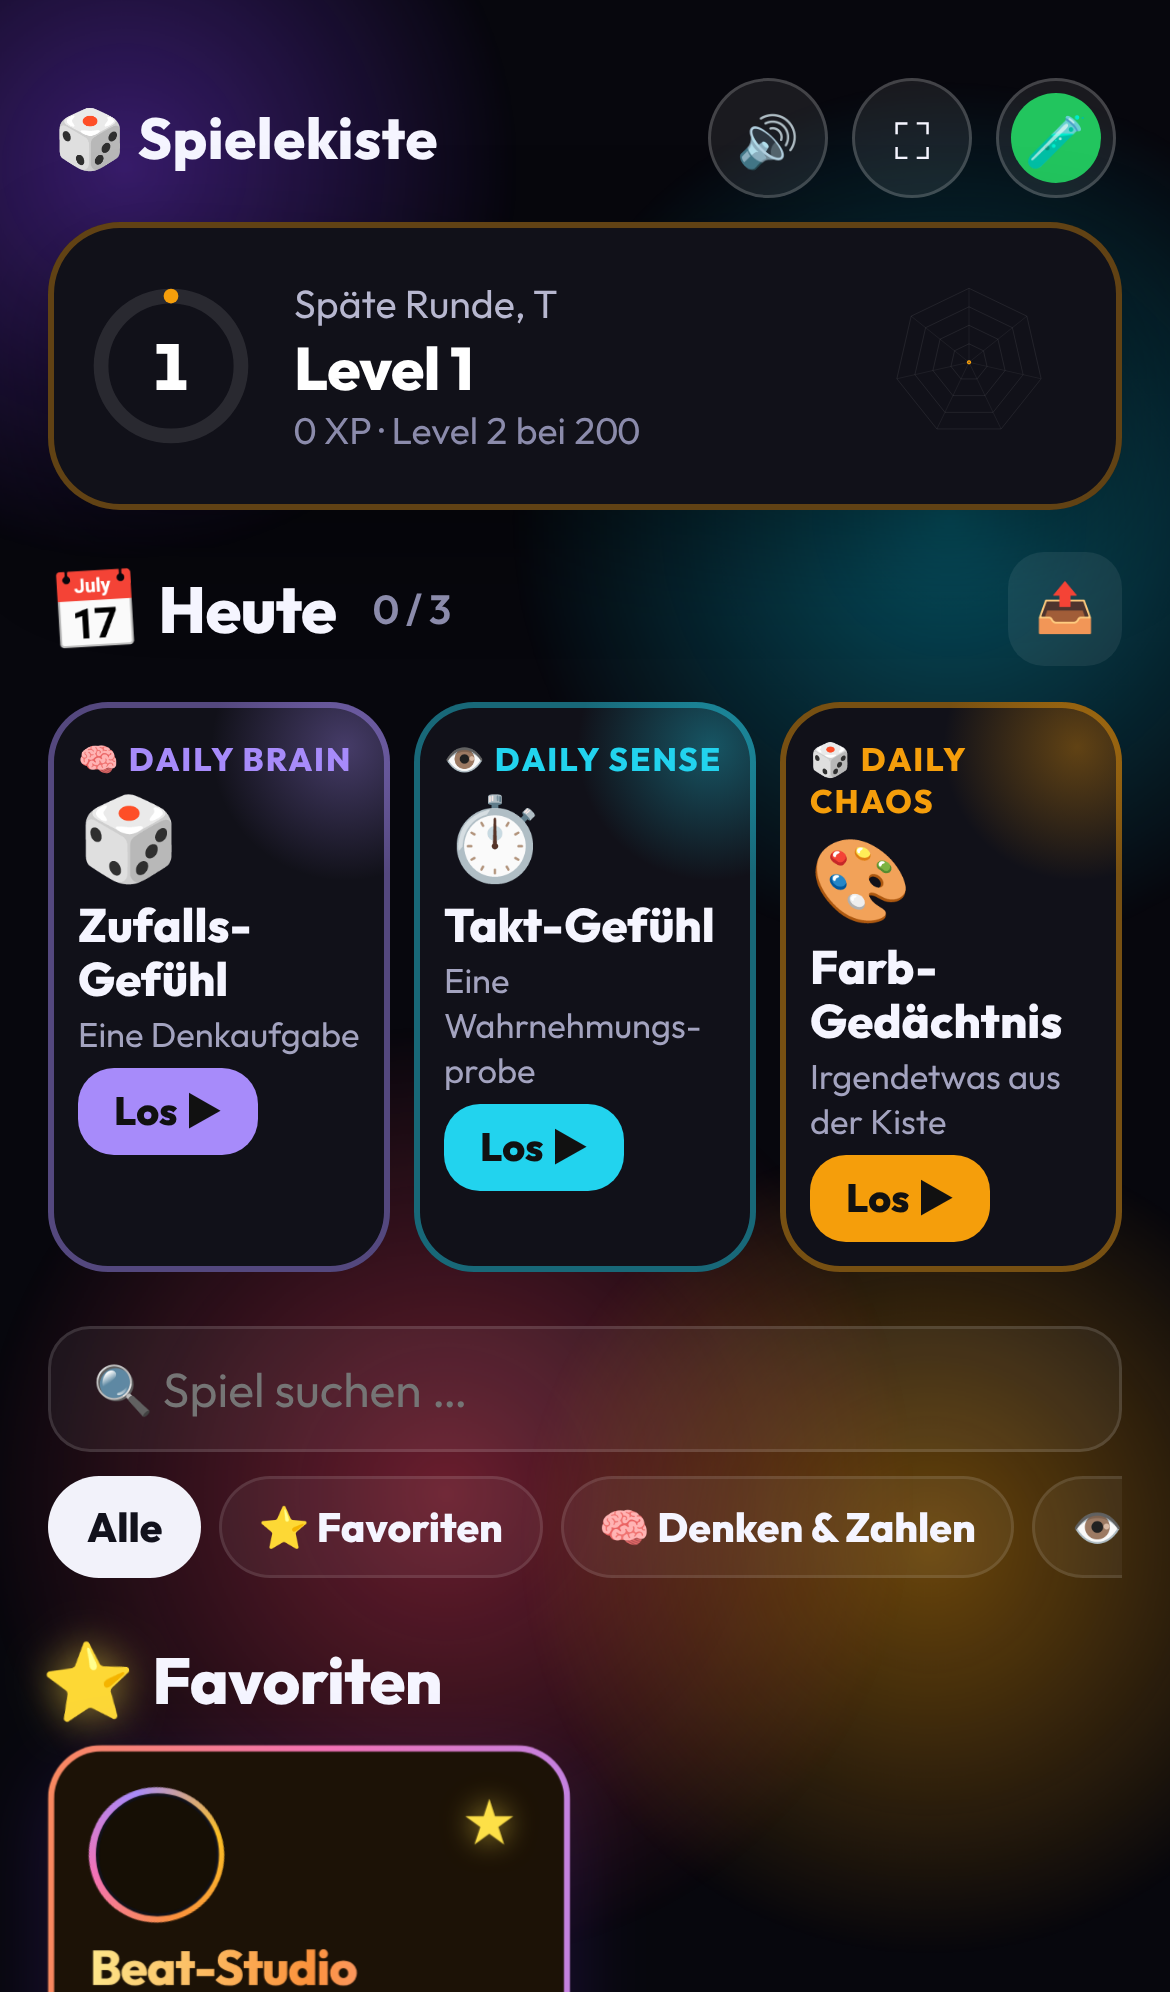 Spielekiste
1
Späte Runde, T
Level 1
0 XP · Level 2 bei 200
July
17
Heute 0 / 3
DAILY BRAIN
Zufalls-
Gefühl
Eine Denkaufgabe
Los ▶
DAILY SENSE
Takt-Gefühl
Eine
Wahrnehmungs-
probe
Los ▶
DAILY
CHAOS
Farb-
Gedächtnis
Irgendetwas aus
der Kiste
Los ▶
Spiel suchen ...
Alle
Favoriten
Denken & Zahlen
Favoriten
Beat-Studio